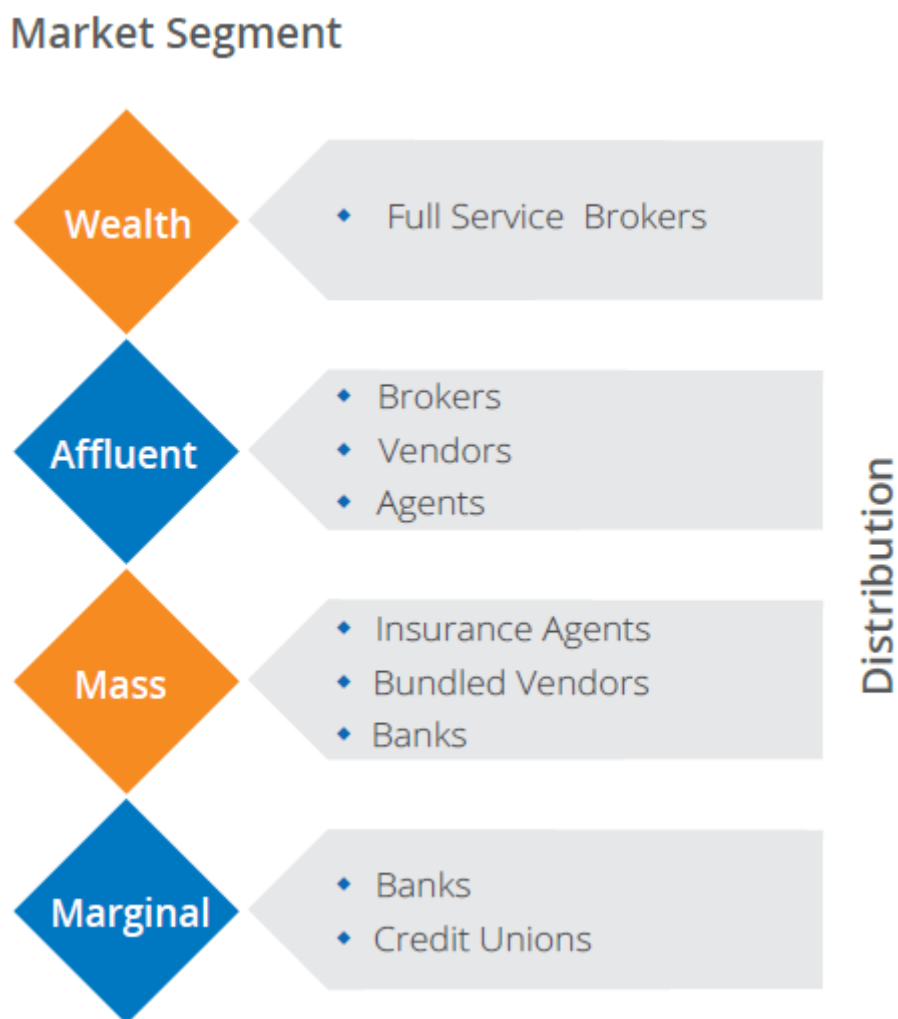 Market Segment
Wealth
Full Service Brokers
Affluent
Brokers
Vendors
Agents
Mass
Insurance Agents
Bundled Vendors
Banks
Marginal
Banks
Credit Unions
Distribution